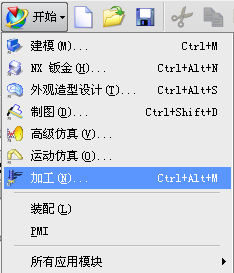 开始
建模(M)... Ctrl+M
NX 钣金(H)... Ctrl+Alt+N
外观造型设计(T)... Ctrl+Alt+S
制图(D)... Ctrl+Shift+D
高级仿真(V)...
运动仿真(O)...
加工(N)... Ctrl+Alt+M
装配(L)
PMI
所有应用模块